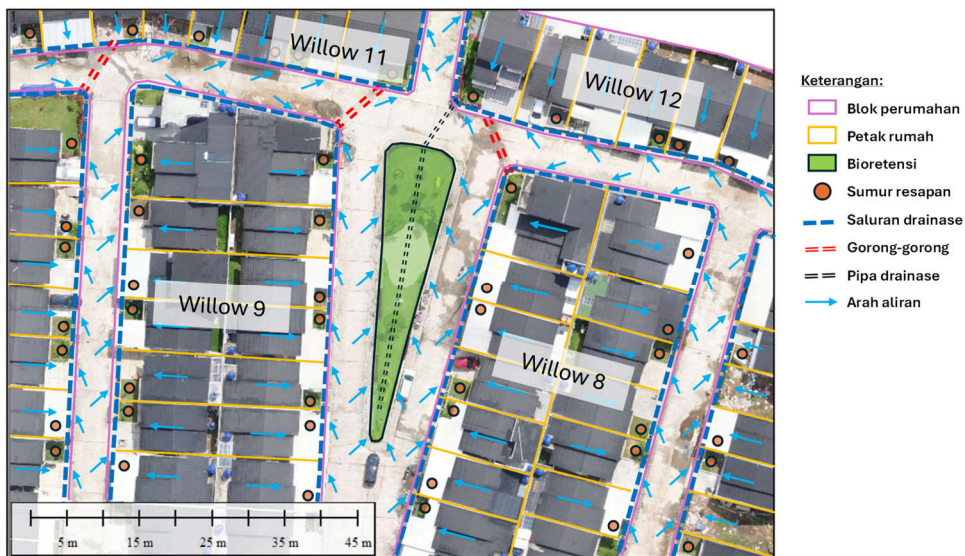 Willow 11
Willow 12
Willow 9
Willow 8
5 m 15 m 25 m 35 m 45 m
Keterangan:
Blok perumahan
Petak rumah
Bioretensi
Sumur resapan
Saluran drainase
Gorong-gorong
Pipa drainase
Arah aliran